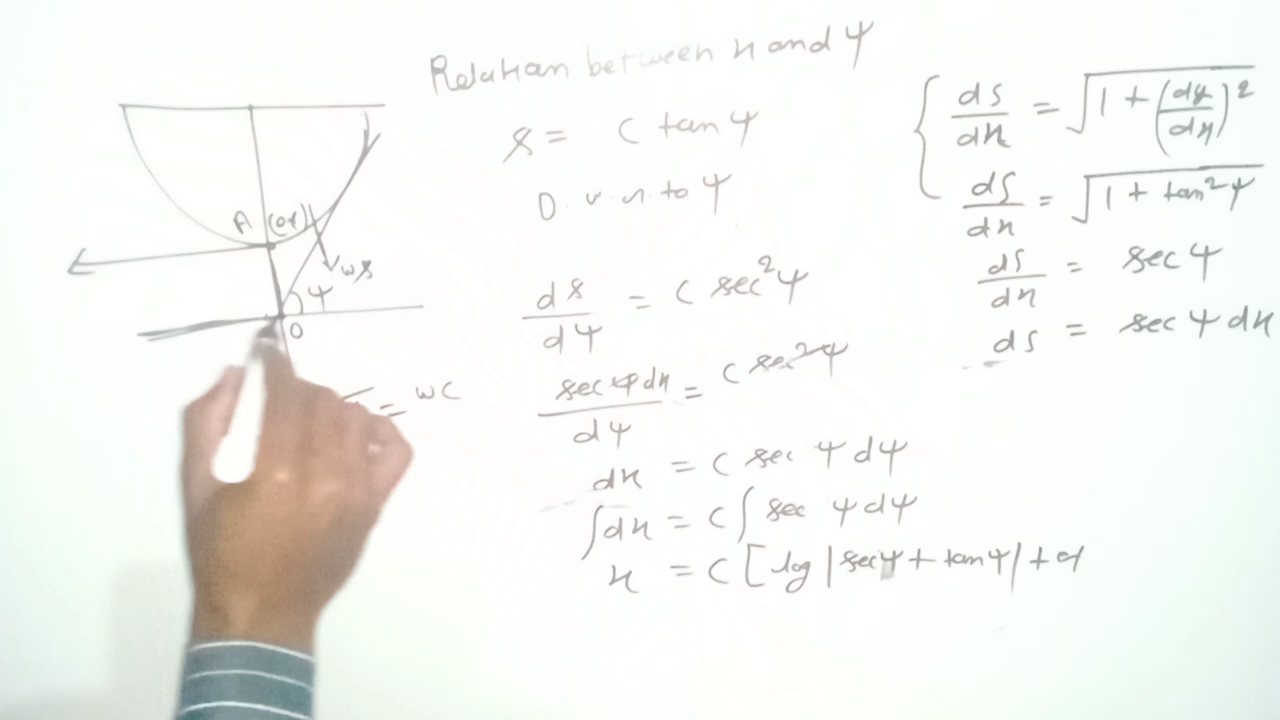 Relation between x and ψ
s = c tan ψ
D. w. r. to ψ
ds/dψ = c sec²ψ
sec ψ dx/dψ = c sec²ψ
dx = c sec ψ dψ
∫dx = c∫ sec ψ dψ
x = c [log |sec ψ + tan ψ| + c1
ds/dx = √1 + (dy/dx)²
ds/dx = √1 + tan²ψ
ds/dx = sec ψ
ds = sec ψ dx
A
ws
ψ
O
= wc